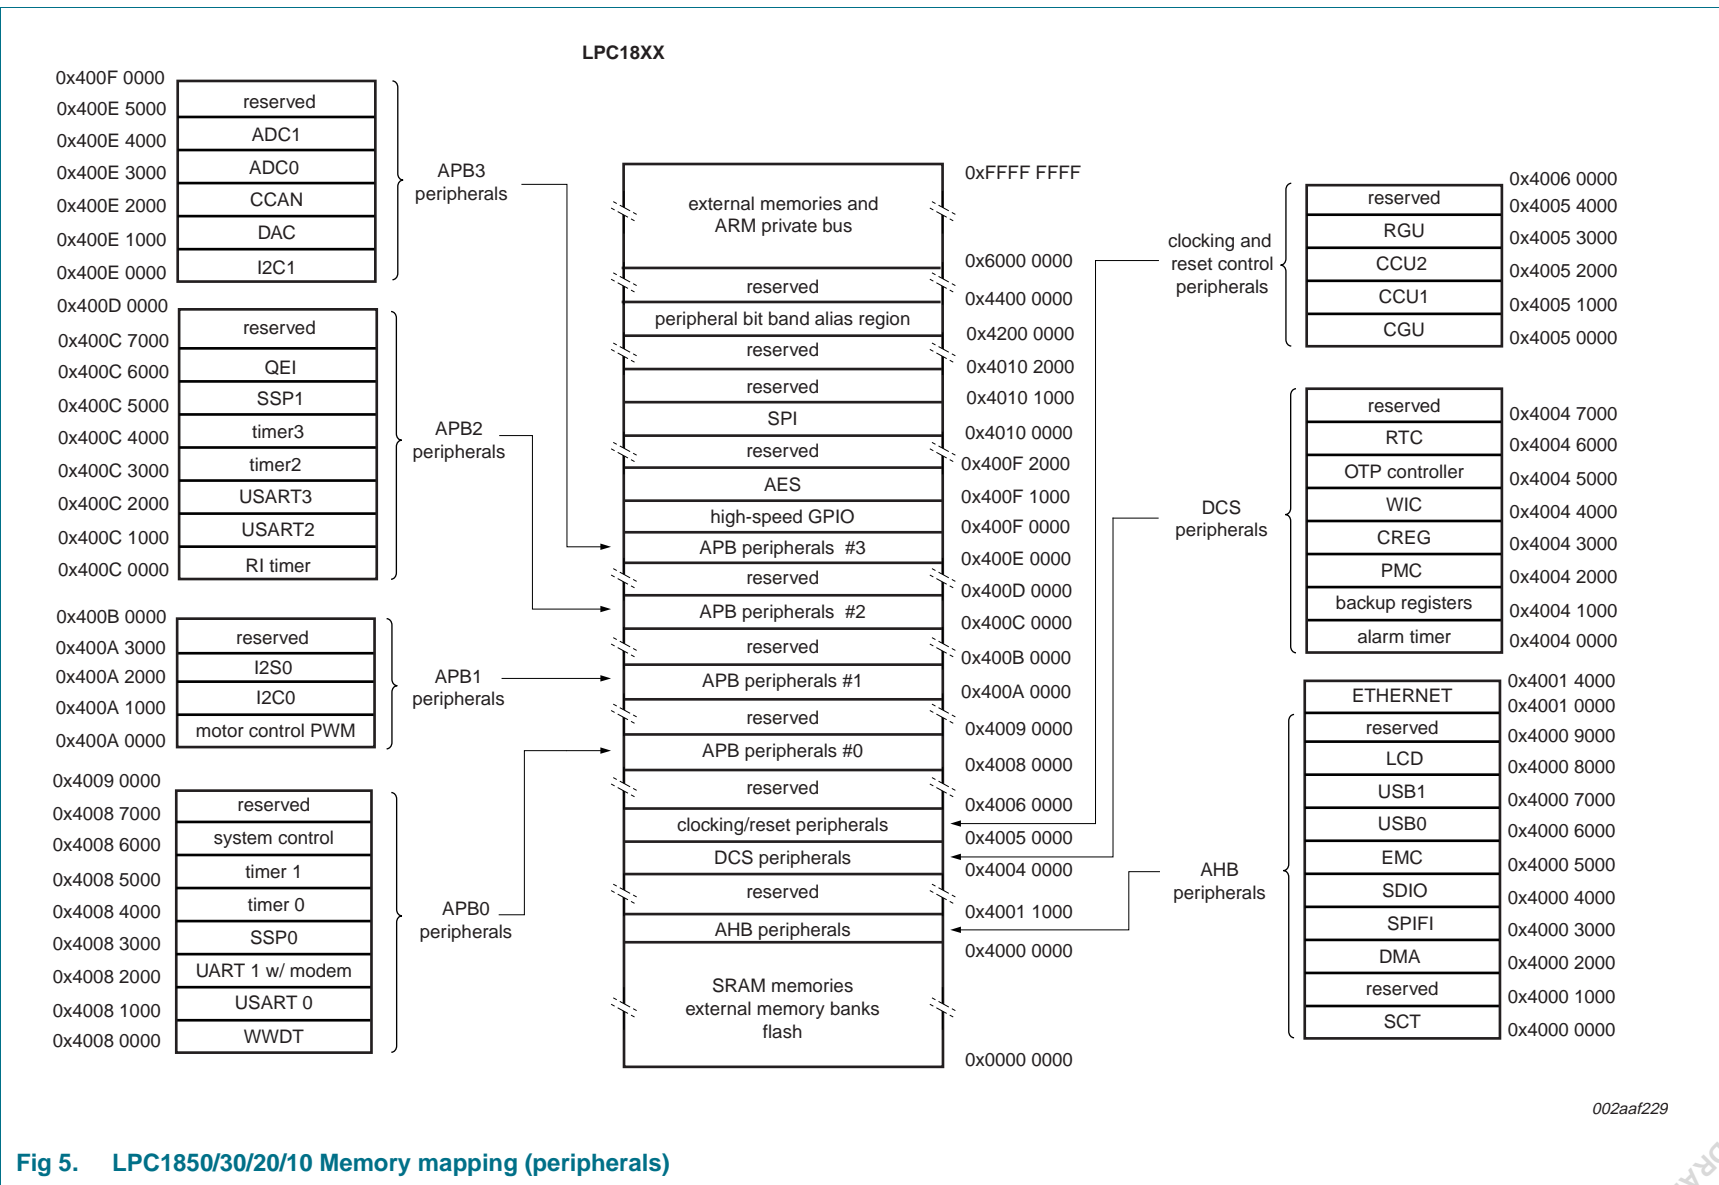 LPC18XX
0x400F 0000
reserved
0x400E 5000
ADC1
0x400E 4000
ADC0
0x400E 3000
CCAN
0x400E 2000
DAC
0x400E 1000
I2C1
0x400E 0000
APB3
peripherals
0x400D 0000
reserved
0x400C 7000
QEI
0x400C 6000
SSP1
0x400C 5000
timer3
0x400C 4000
timer2
0x400C 3000
USART3
0x400C 2000
USART2
0x400C 1000
RI timer
0x400C 0000
APB2
peripherals
0x400B 0000
reserved
0x400A 3000
I2S0
0x400A 2000
I2C0
0x400A 1000
motor control PWM
0x400A 0000
APB1
peripherals
0x4009 0000
reserved
0x4008 7000
system control
0x4008 6000
timer 1
0x4008 5000
timer 0
0x4008 4000
SSP0
0x4008 3000
UART 1 w/ modem
0x4008 2000
USART 0
0x4008 1000
WWDT
0x4008 0000
APB0
peripherals
0xFFFF FFFF
external memories and
ARM private bus
0x6000 0000
reserved
0x4400 0000
peripheral bit band alias region
0x4200 0000
reserved
0x4010 2000
reserved
0x4010 1000
SPI
0x4010 0000
reserved
0x400F 2000
AES
0x400F 1000
high-speed GPIO
0x400F 0000
APB peripherals #3
0x400E 0000
reserved
0x400D 0000
APB peripherals #2
0x400C 0000
reserved
0x400B 0000
APB peripherals #1
0x400A 0000
reserved
0x4009 0000
APB peripherals #0
0x4008 0000
reserved
0x4006 0000
clocking/reset peripherals
0x4005 0000
DCS peripherals
0x4004 0000
reserved
0x4001 1000
AHB peripherals
0x4000 0000
SRAM memories
external memory banks
flash
0x0000 0000
clocking and
reset control
peripherals
0x4006 0000
reserved
0x4005 4000
RGU
0x4005 3000
CCU2
0x4005 2000
CCU1
0x4005 1000
CGU
0x4005 0000
DCS
peripherals
reserved
0x4004 7000
RTC
0x4004 6000
OTP controller
0x4004 5000
WIC
0x4004 4000
CREG
0x4004 3000
PMC
0x4004 2000
backup registers
0x4004 1000
alarm timer
0x4004 0000
AHB
peripherals
0x4001 4000
ETHERNET
0x4001 0000
reserved
0x4000 9000
LCD
0x4000 8000
USB1
0x4000 7000
USB0
0x4000 6000
EMC
0x4000 5000
SDIO
0x4000 4000
SPIFI
0x4000 3000
DMA
0x4000 2000
reserved
0x4000 1000
SCT
0x4000 0000
002aaf229
Fig 5. LPC1850/30/20/10 Memory mapping (peripherals)